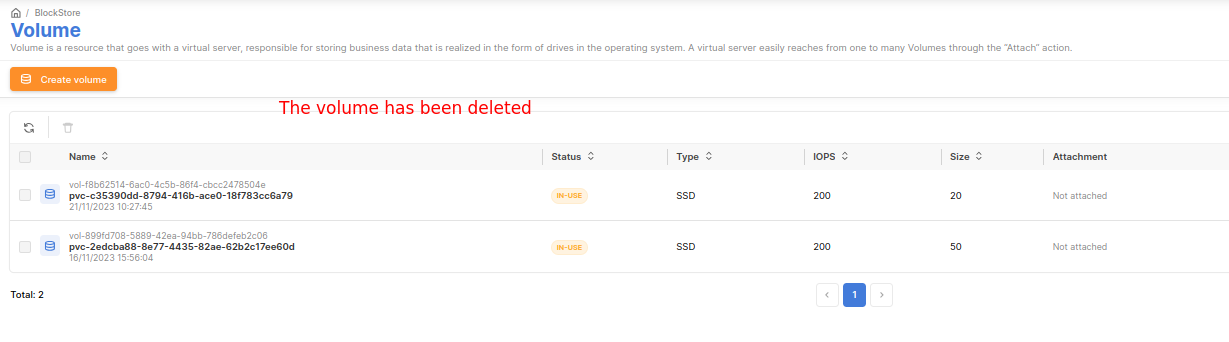 / BlockStore
Volume
Volume is a resource that goes with a virtual server, responsible for storing business data that is realized in the form of drives in the operating system. A virtual server easily reaches from one to many Volumes through the “Attach” action.
Create volume
The volume has been deleted
Name Status Type IOPS Size Attachment
vol-f8b62514-6ac0-4c5b-86f4-cbcc2478504e
pvc-c35390dd-8794-416b-ace0-18f783cc6a79 IN-USE SSD 200 20 Not attached
21/11/2023 10:27:45
vol-899fd708-5889-42ea-94bb-786defeb2c06
pvc-2edcba88-8e77-4435-82ae-62b2c17ee60d IN-USE SSD 200 50 Not attached
16/11/2023 15:56:04
Total: 2 ‹ 1 ›